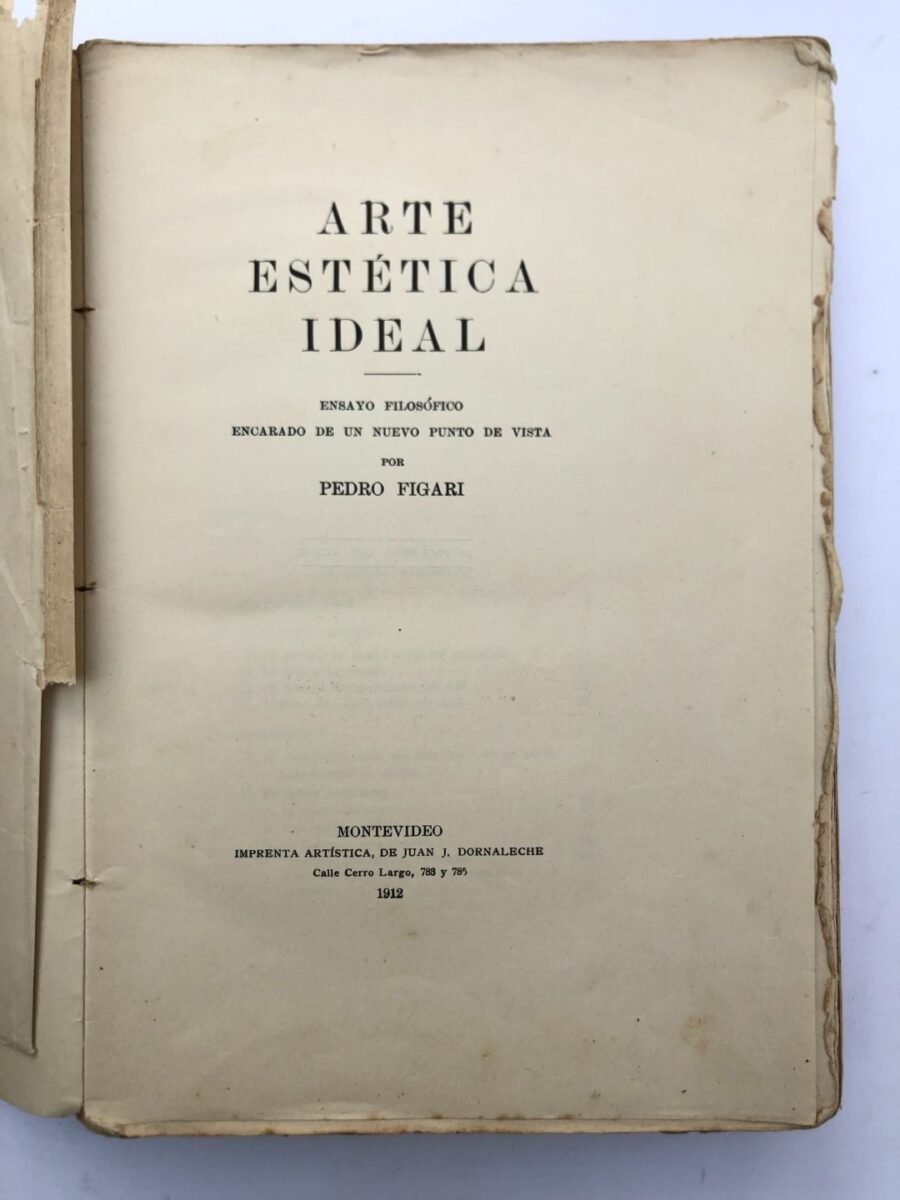 ARTE
ESTÉTICA
IDEAL
ENSAYO FILOSÓFICO
ENCARADO DE UN NUEVO PUNTO DE VISTA
POR
PEDRO FIGARI
MONTEVIDEO
IMPRENTA ARTÍSTICA, DE JUAN J. DORNALECHE
Calle Cerro Largo, 783 y 785
1912